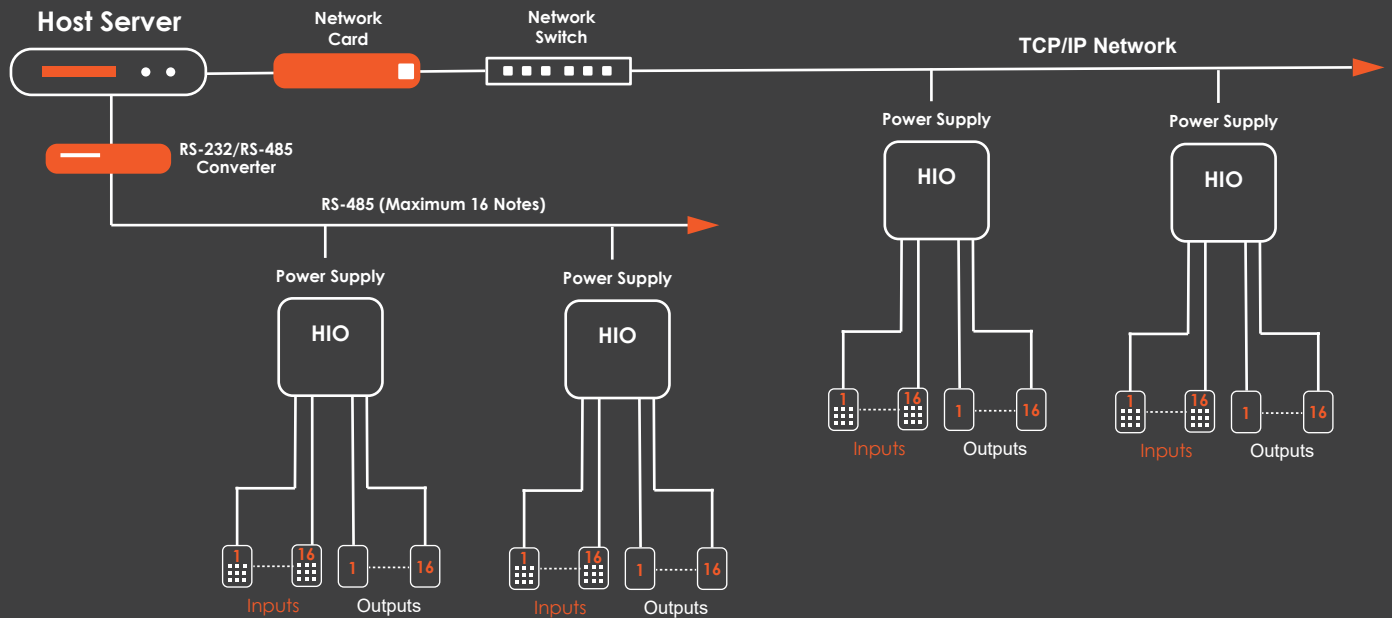 Host Server
Network
Card
Network
Switch
TCP/IP Network
RS-232/RS-485
Converter
RS-485 (Maximum 16 Notes)
Power Supply
HIO
1
16
1
16
Inputs
Outputs
Power Supply
HIO
1
16
1
16
Inputs
Outputs
Power Supply
HIO
1
16
1
16
Inputs
Outputs
Power Supply
HIO
1
16
1
16
Inputs
Outputs